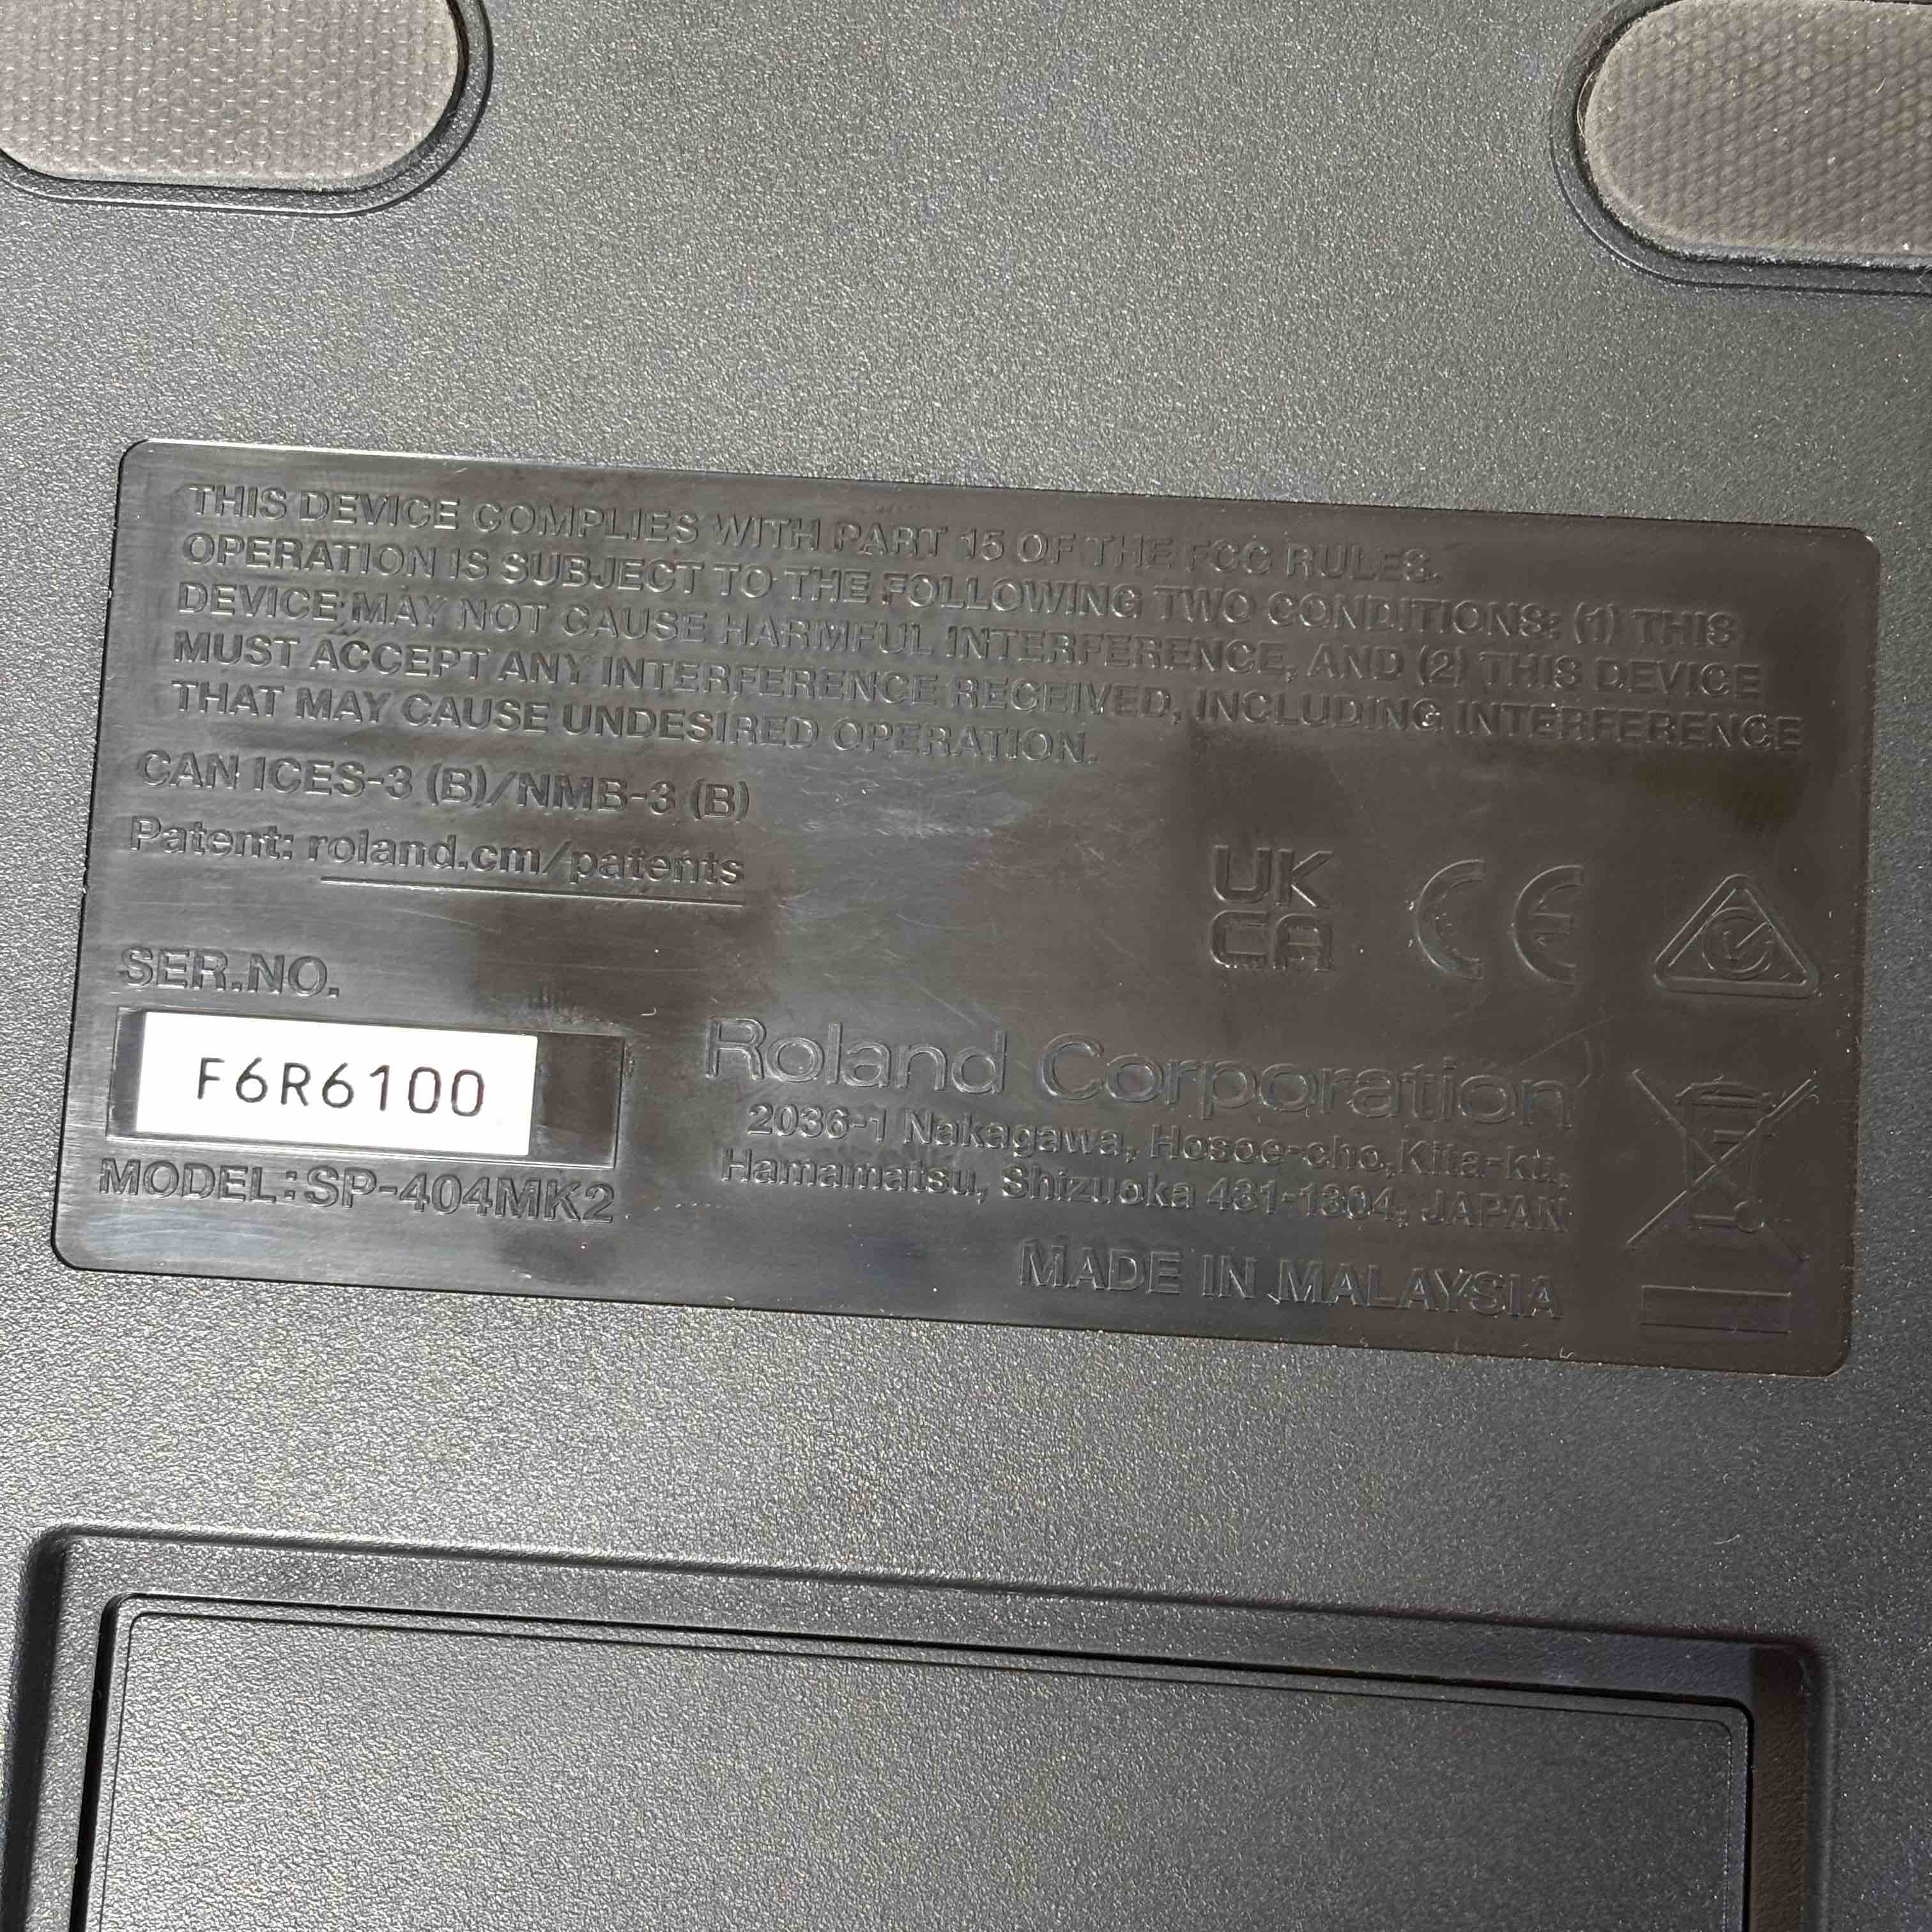 THIS DEVICE COMPLIES WITH PART 15 OF THE FCC RULES.
OPERATION IS SUBJECT TO THE FOLLOWING TWO CONDITIONS: (1) THIS
DEVICE MAY NOT CAUSE HARMFUL INTERFERENCE, AND (2) THIS DEVICE
MUST ACCEPT ANY INTERFERENCE RECEIVED, INCLUDING INTERFERENCE
THAT MAY CAUSE UNDESIRED OPERATION.
CAN ICES-3 (B)/NMB-3 (B)
Patent: roland.cm/patents
UK
CA
CE
SER.NO.
F6R6100
MODEL:SP-404MK2
Roland Corporation
2036-1 Nakagawa, Hosoe-cho, Kita-ku,
Hamamatsu, Shizuoka 431-1304, JAPAN
MADE IN MALAYSIA